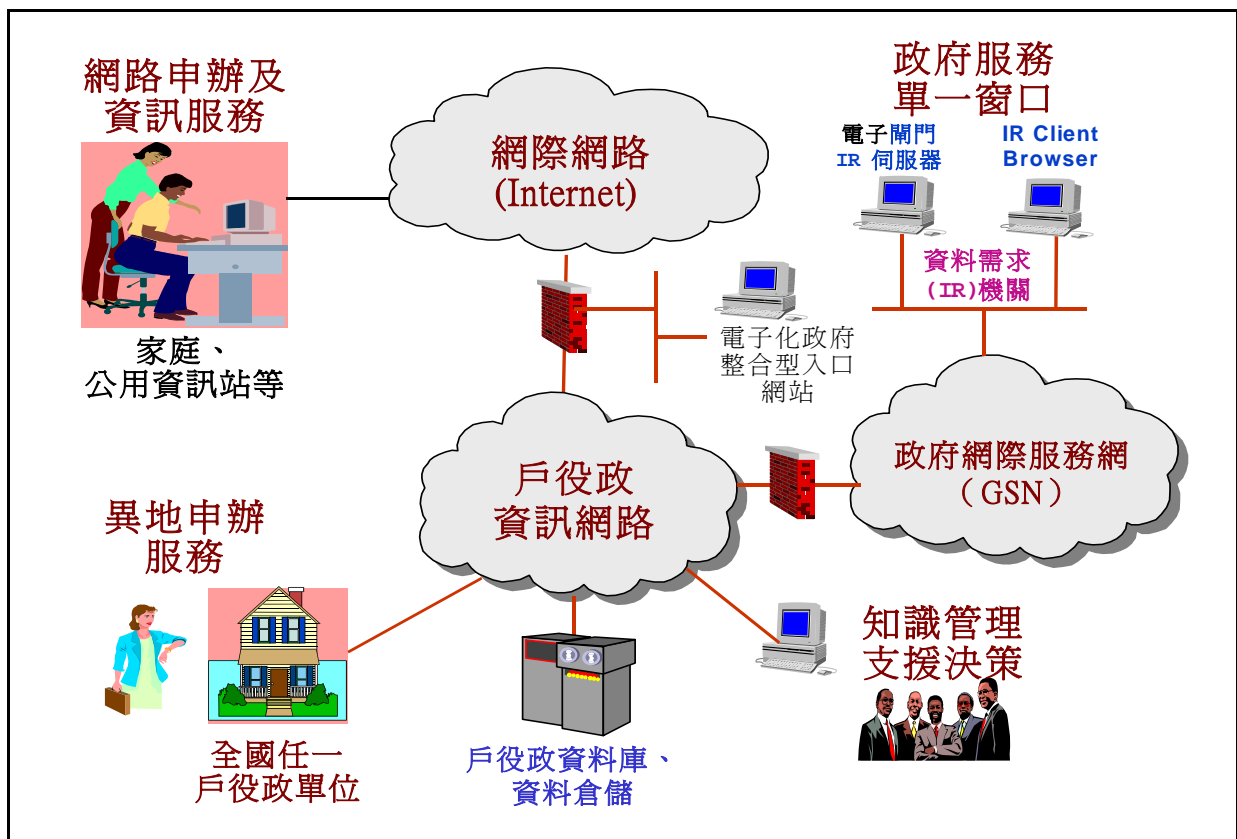 網路申辦及
資訊服務
家庭、
公用資訊站等
網際網路
(Internet)
政府服務
單一窗口
電子閘門
IR 伺服器
IR Client
Browser
資料需求
(IR)機關
電子化政府
整合型入口
網站
戶役政
資訊網路
政府網際服務網
（GSN）
異地申辦
服務
全國任一
戶役政單位
戶役政資料庫、
資料倉儲
知識管理
支援決策